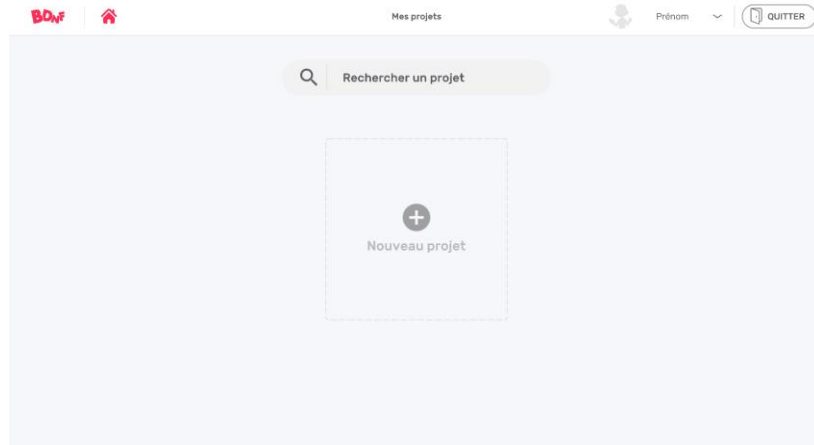 BDnF
Mes projets
Prénom
QUITTER
Rechercher un projet
Nouveau projet